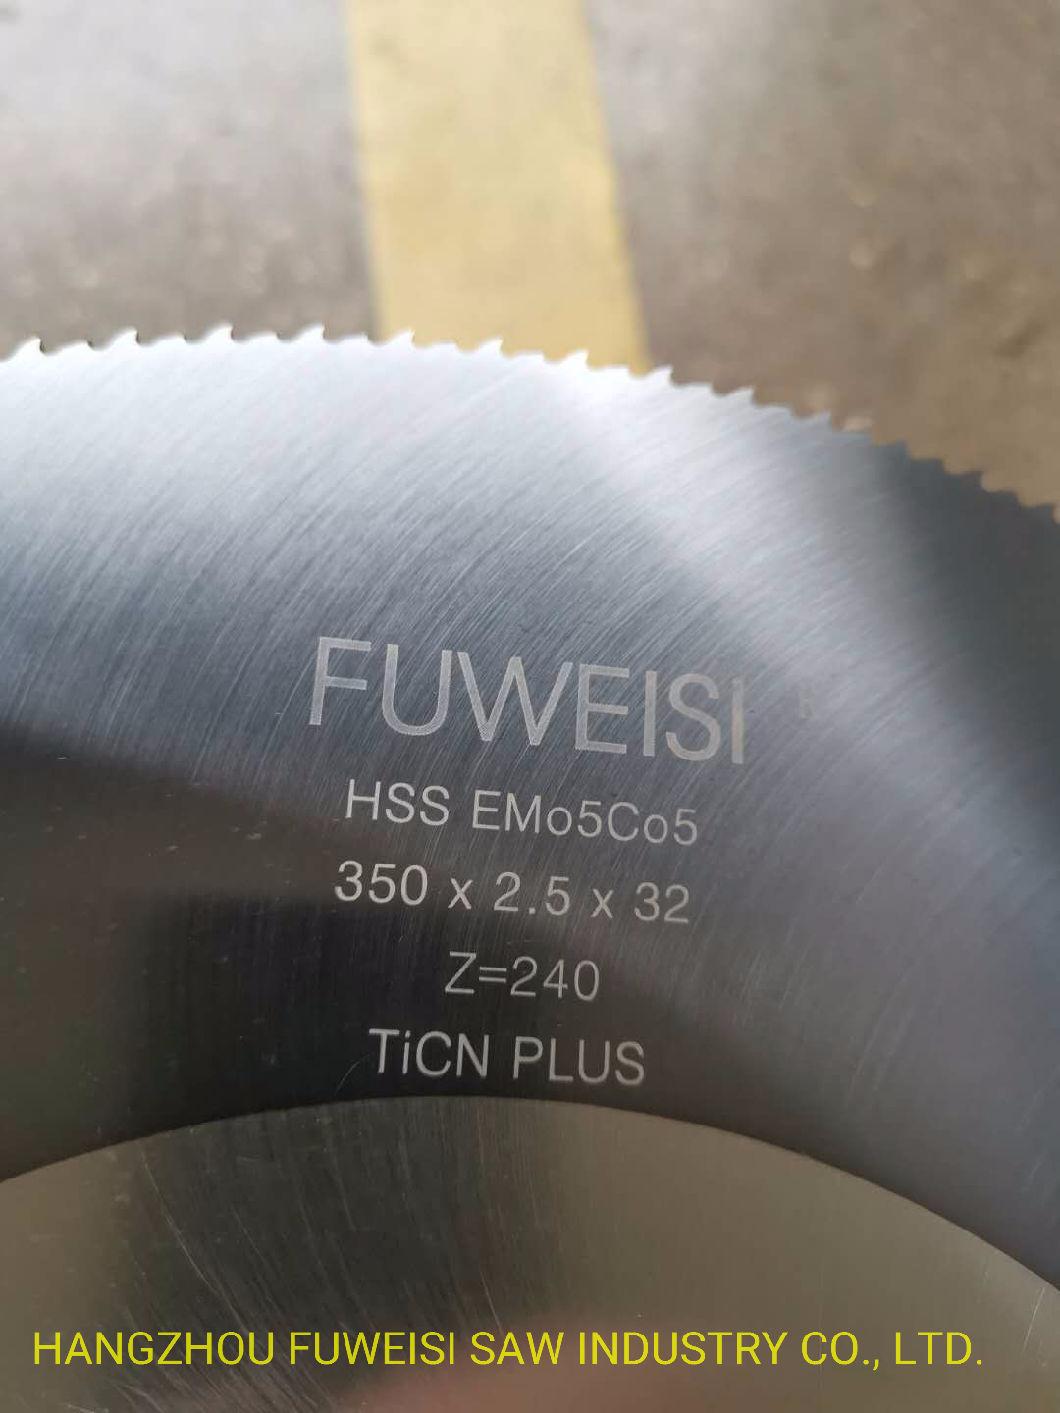 FUWEISI
HSS EMo5Co5
350 x 2.5 x 32
Z=240
TiCN PLUS
HANGZHOU FUWEISI SAW INDUSTRY CO., LTD.